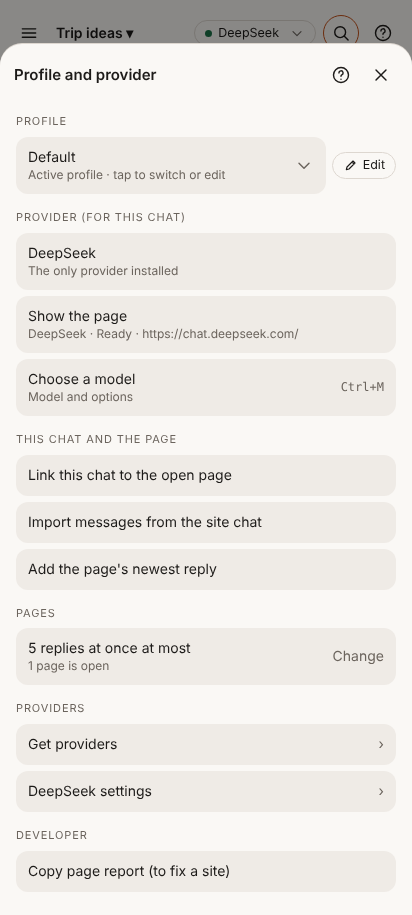 Trip ideas ▾
DeepSeek
Profile and provider
PROFILE
Default
Active profile · tap to switch or edit
Edit
PROVIDER (FOR THIS CHAT)
DeepSeek
The only provider installed
Show the page
DeepSeek · Ready · https://chat.deepseek.com/
Choose a model
Model and options
Ctrl+M
THIS CHAT AND THE PAGE
Link this chat to the open page
Import messages from the site chat
Add the page's newest reply
PAGES
5 replies at once at most
1 page is open
Change
PROVIDERS
Get providers ›
DeepSeek settings ›
DEVELOPER
Copy page report (to fix a site)